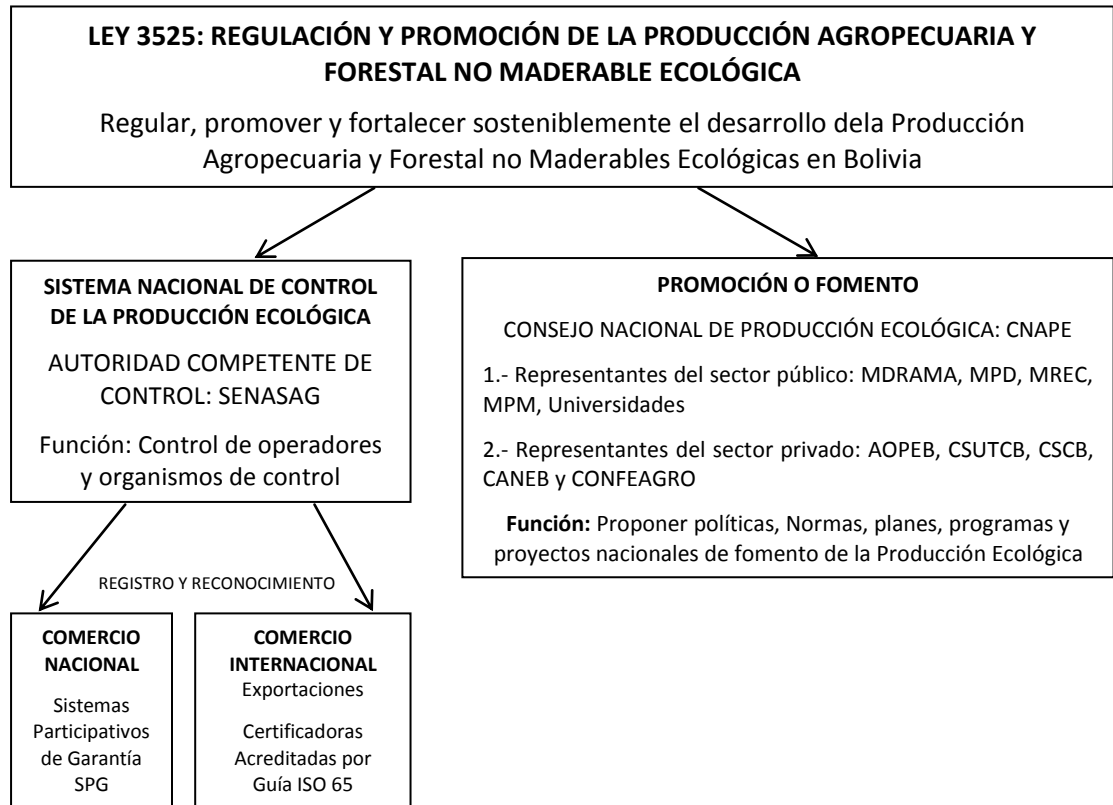 LEY 3525: REGULACIÓN Y PROMOCIÓN DE LA PRODUCCIÓN AGROPECUARIA Y
FORESTAL NO MADERABLE ECOLÓGICA
Regular, promover y fortalecer sosteniblemente el desarrollo dela Producción
Agropecuaria y Forestal no Maderables Ecológicas en Bolivia
SISTEMA NACIONAL DE CONTROL
DE LA PRODUCCIÓN ECOLÓGICA
AUTORIDAD COMPETENTE DE
CONTROL: SENASAG
Función: Control de operadores
y organismos de control
PROMOCIÓN O FOMENTO
CONSEJO NACIONAL DE PRODUCCIÓN ECOLÓGICA: CNAPE
1.- Representantes del sector público: MDRAMA, MPD, MREC,
MPM, Universidades
2.- Representantes del sector privado: AOPEB, CSUTCB, CSCB,
CANEB y CONFEAGRO
Función: Proponer políticas, Normas, planes, programas y
proyectos nacionales de fomento de la Producción Ecológica
REGISTRO Y RECONOCIMIENTO
COMERCIO
NACIONAL
Sistemas
Participativos
de Garantía
SPG
COMERCIO
INTERNACIONAL
Exportaciones
Certificadoras
Acreditadas por
Guía ISO 65